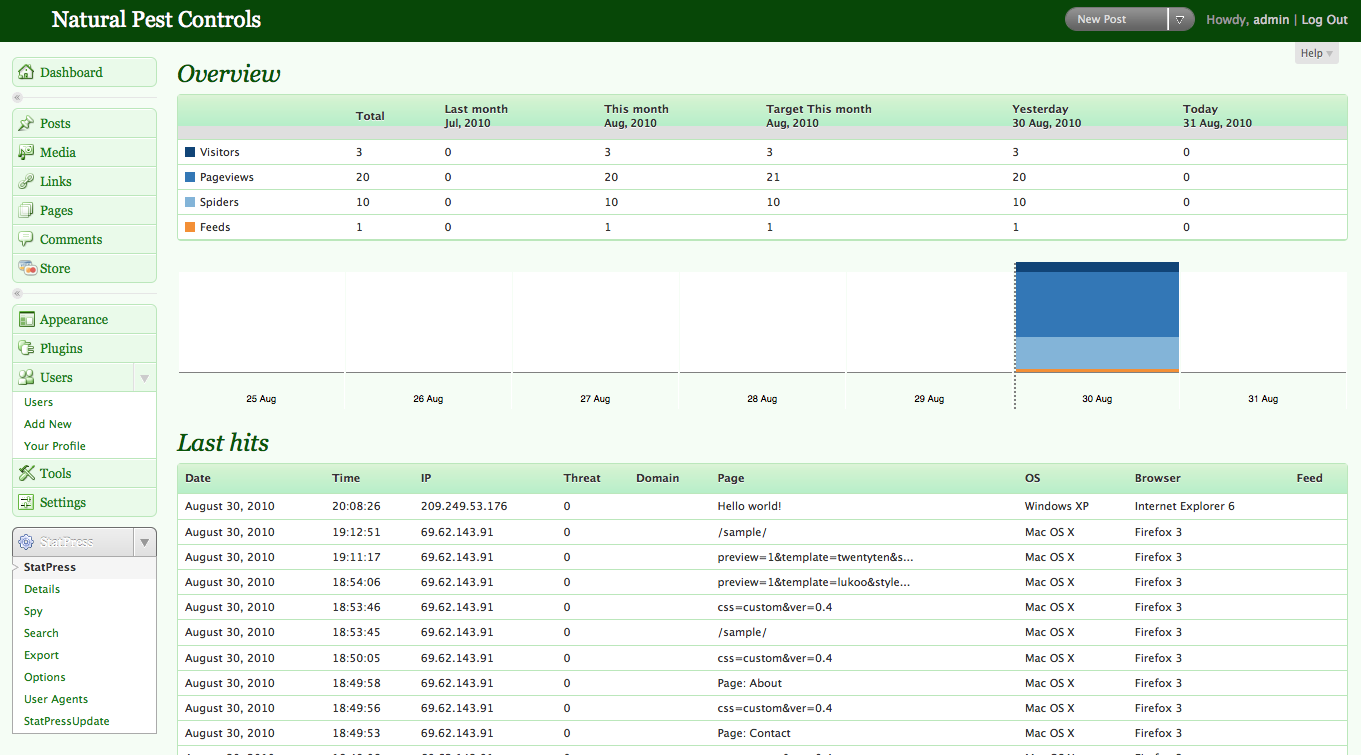 Natural Pest Controls
New Post
Howdy, admin | Log Out
Help
Dashboard
Posts
Media
Links
Pages
Comments
Store
Appearance
Plugins
Users
Users
Add New
Your Profile
Tools
Settings
StatPress
StatPress
Details
Spy
Search
Export
Options
User Agents
StatPressUpdate
Overview
Total Last month This month Target This month Yesterday Today
Jul, 2010 Aug, 2010 Aug, 2010 30 Aug, 2010 31 Aug, 2010
Visitors 3 0 3 3 3 0
Pageviews 20 0 20 21 20 0
Spiders 10 0 10 10 10 0
Feeds 1 0 1 1 1 0
25 Aug 26 Aug 27 Aug 28 Aug 29 Aug 30 Aug 31 Aug
Last hits
Date Time IP Threat Domain Page OS Browser Feed
August 30, 2010 20:08:26 209.249.53.176 0 Hello world! Windows XP Internet Explorer 6
August 30, 2010 19:12:51 69.62.143.91 0 /sample/ Mac OS X Firefox 3
August 30, 2010 19:11:17 69.62.143.91 0 preview=1&template=twentyten&s... Mac OS X Firefox 3
August 30, 2010 18:54:06 69.62.143.91 0 preview=1&template=lukoo&style... Mac OS X Firefox 3
August 30, 2010 18:53:46 69.62.143.91 0 css=custom&ver=0.4 Mac OS X Firefox 3
August 30, 2010 18:53:45 69.62.143.91 0 /sample/ Mac OS X Firefox 3
August 30, 2010 18:50:05 69.62.143.91 0 css=custom&ver=0.4 Mac OS X Firefox 3
August 30, 2010 18:49:58 69.62.143.91 0 Page: About Mac OS X Firefox 3
August 30, 2010 18:49:56 69.62.143.91 0 css=custom&ver=0.4 Mac OS X Firefox 3
August 30, 2010 18:49:53 69.62.143.91 0 Page: Contact Mac OS X Firefox 3